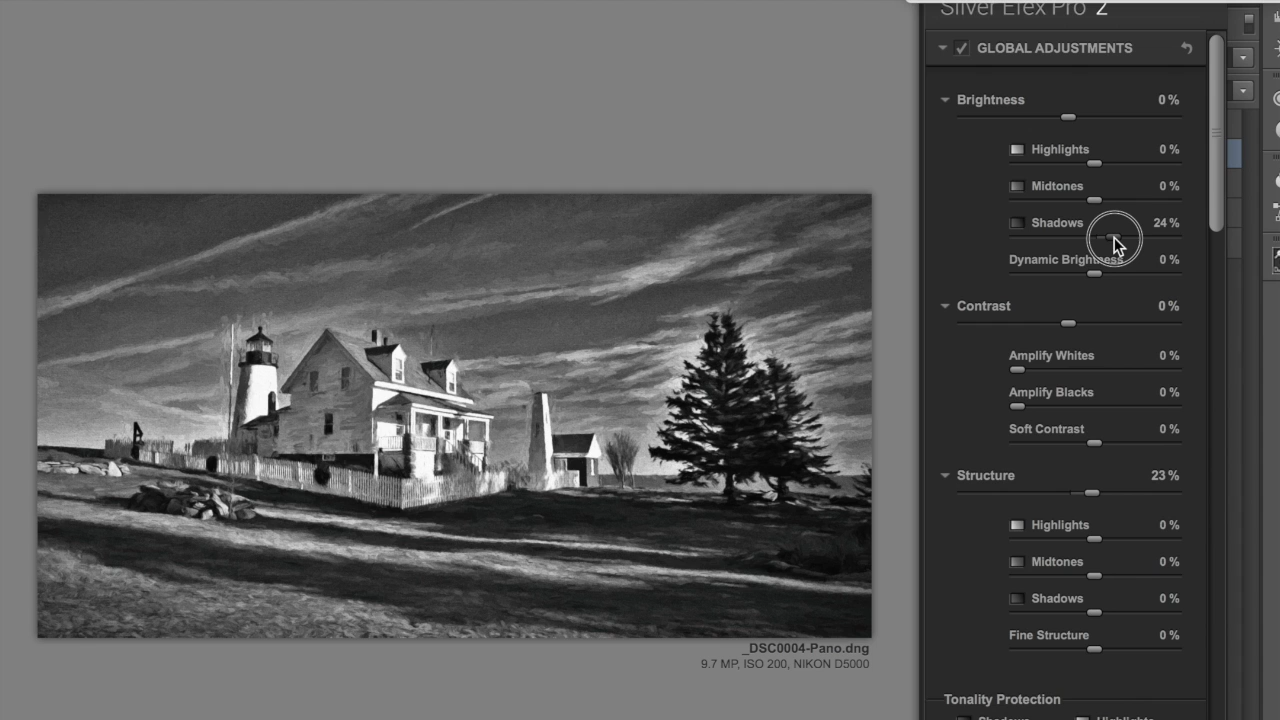 Silver Efex Pro 2
GLOBAL ADJUSTMENTS
Brightness 0 %
Highlights 0 %
Midtones 0 %
Shadows 24 %
Dynamic Brightness 0 %
Contrast 0 %
Amplify Whites 0 %
Amplify Blacks 0 %
Soft Contrast 0 %
Structure 23 %
Highlights 0 %
Midtones 0 %
Shadows 0 %
Fine Structure 0 %
Tonality Protection
Shadows Highlights
_DSC0004-Pano.dng
9.7 MP, ISO 200, NIKON D5000